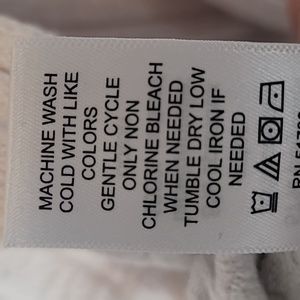 MACHINE WASH
COLD WITH LIKE
COLORS
GENTLE CYCLE
ONLY NON
CHLORINE BLEACH
WHEN NEEDED
TUMBLE DRY LOW
COOL IRON IF
NEEDED